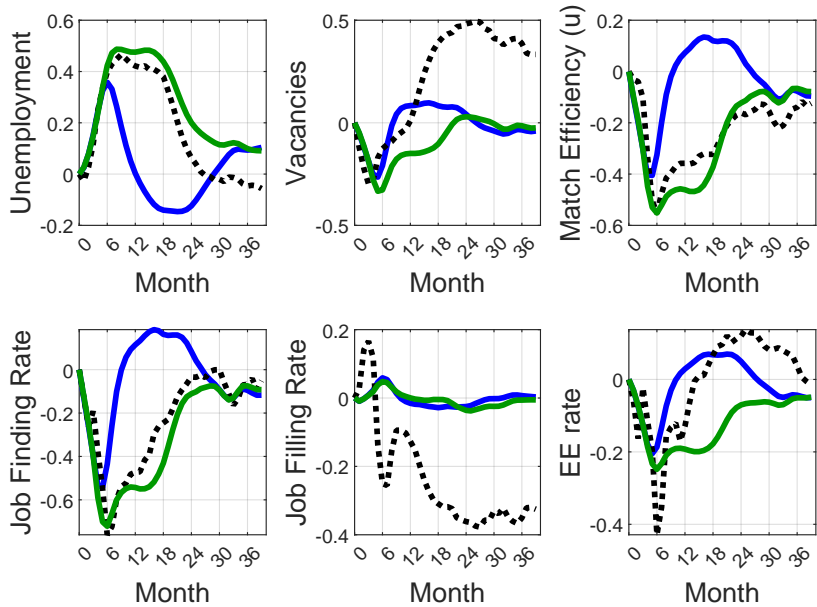 Unemployment
0.6
0.4
0.2
0
-0.2
0 6 12 18 24 30 36
Month
Vacancies
0.5
0
-0.5
0 6 12 18 24 30 36
Month
Match Efficiency (u)
0.2
0
-0.2
-0.4
-0.6
0 6 12 18 24 30 36
Month
Job Finding Rate
0
-0.2
-0.4
-0.6
0 6 12 18 24 30 36
Month
Job Filling Rate
0.2
0
-0.2
-0.4
0 6 12 18 24 30 36
Month
EE rate
0
-0.2
-0.4
0 6 12 18 24 30 36
Month